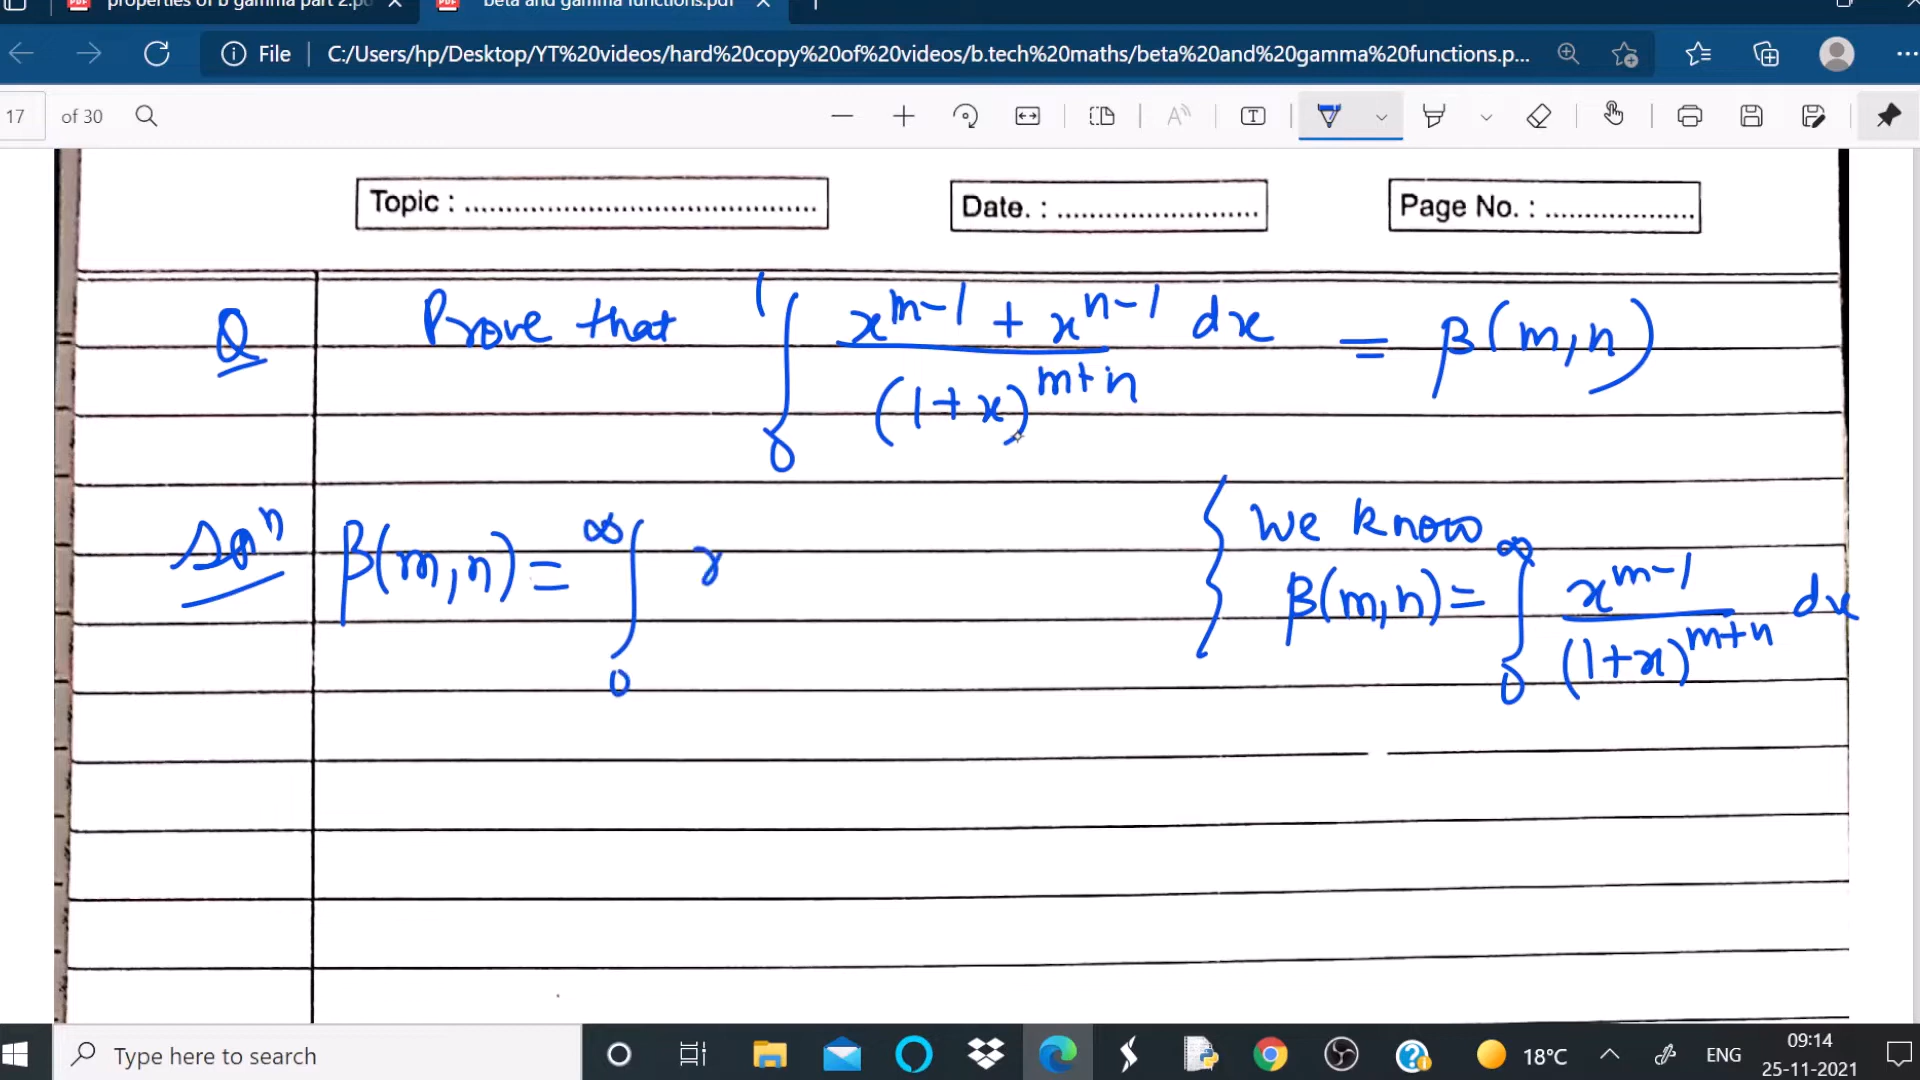 properties of b gamma part 2.pd
beta and gamma functions.pdf
File C:/Users/hp/Desktop/YT%20videos/hard%20copy%20of%20videos/b.tech%20maths/beta%20and%20gamma%20functions.p...
17 of 30
Topic : ........................................ Date. : ........................ Page No. : ..................
Q Prove that ∫₀¹ (x^{m-1} + x^{n-1} dx)/(1+x)^{m+n} = β(m,n)
Solⁿ β(m,n) = ∫₀^∞
{ We know
β(m,n) = ∫₀^∞ x^{m-1}/(1+x)^{m+n} dx
Type here to search
18°C ENG 09:14
25-11-2021